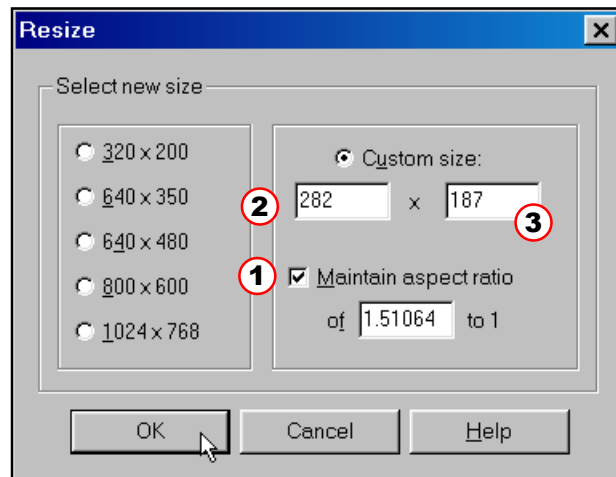 Resize
Select new size
320 x 200
640 x 350
640 x 480
800 x 600
1024 x 768
Custom size:
2 282 x 187 3
1 Maintain aspect ratio
of 1.51064 to 1
OK Cancel Help